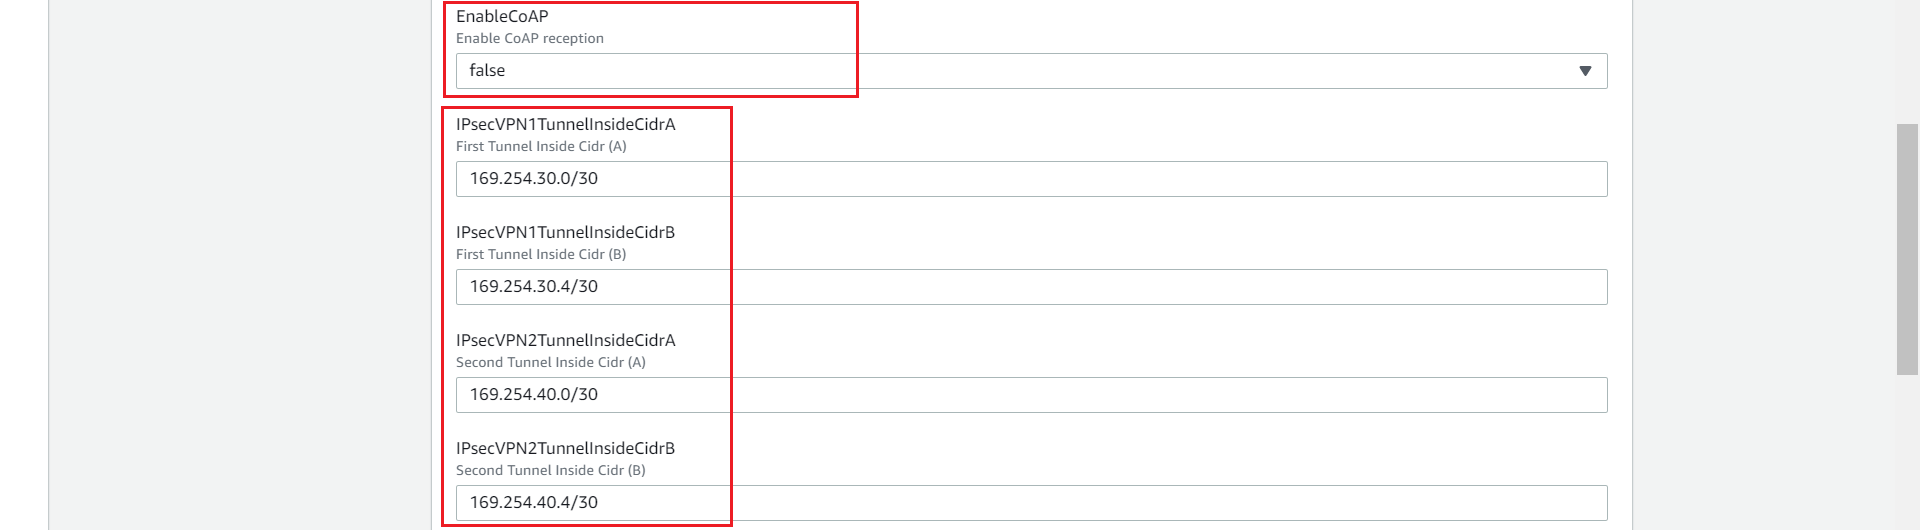 EnableCoAP
Enable CoAP reception
false
IPsecVPN1TunnelInsideCidrA
First Tunnel Inside Cidr (A)
169.254.30.0/30
IPsecVPN1TunnelInsideCidrB
First Tunnel Inside Cidr (B)
169.254.30.4/30
IPsecVPN2TunnelInsideCidrA
Second Tunnel Inside Cidr (A)
169.254.40.0/30
IPsecVPN2TunnelInsideCidrB
Second Tunnel Inside Cidr (B)
169.254.40.4/30